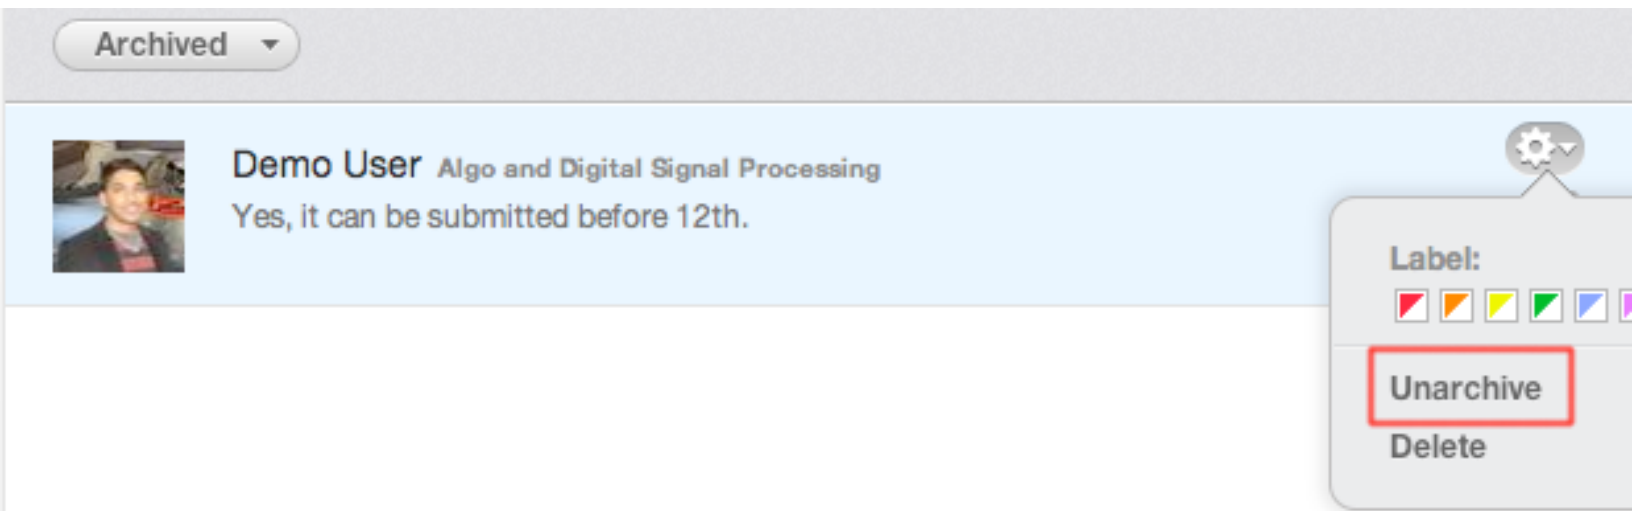 Archived
Demo User Algo and Digital Signal Processing
Yes, it can be submitted before 12th.
Label:
Unarchive
Delete